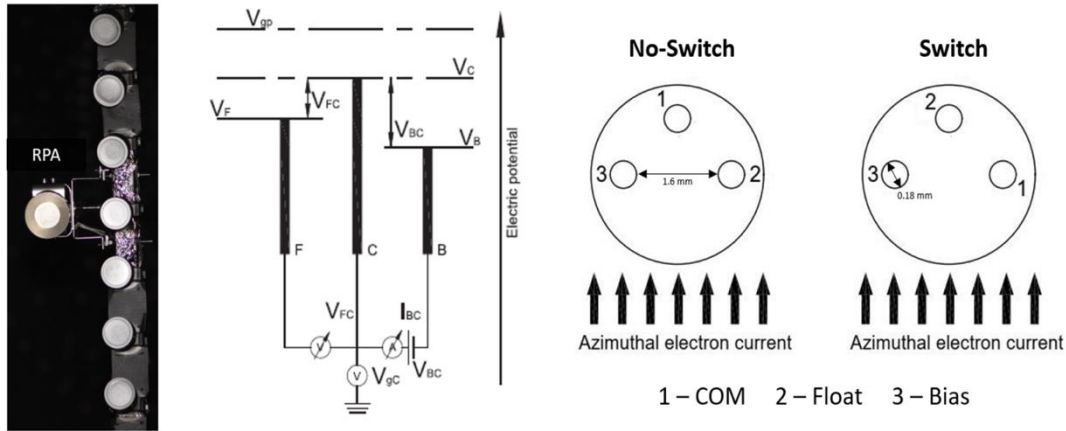 RPA
V_gp
V_C
V_F
V_FC
V_BC
V_B
F
C
B
V_FC
I_BC
V
A
V_BC
V
V_gC
Electric potential
No-Switch
1
3
1.6 mm
2
Azimuthal electron current
Switch
2
3
0.18 mm
1
Azimuthal electron current
1 – COM 2 – Float 3 – Bias